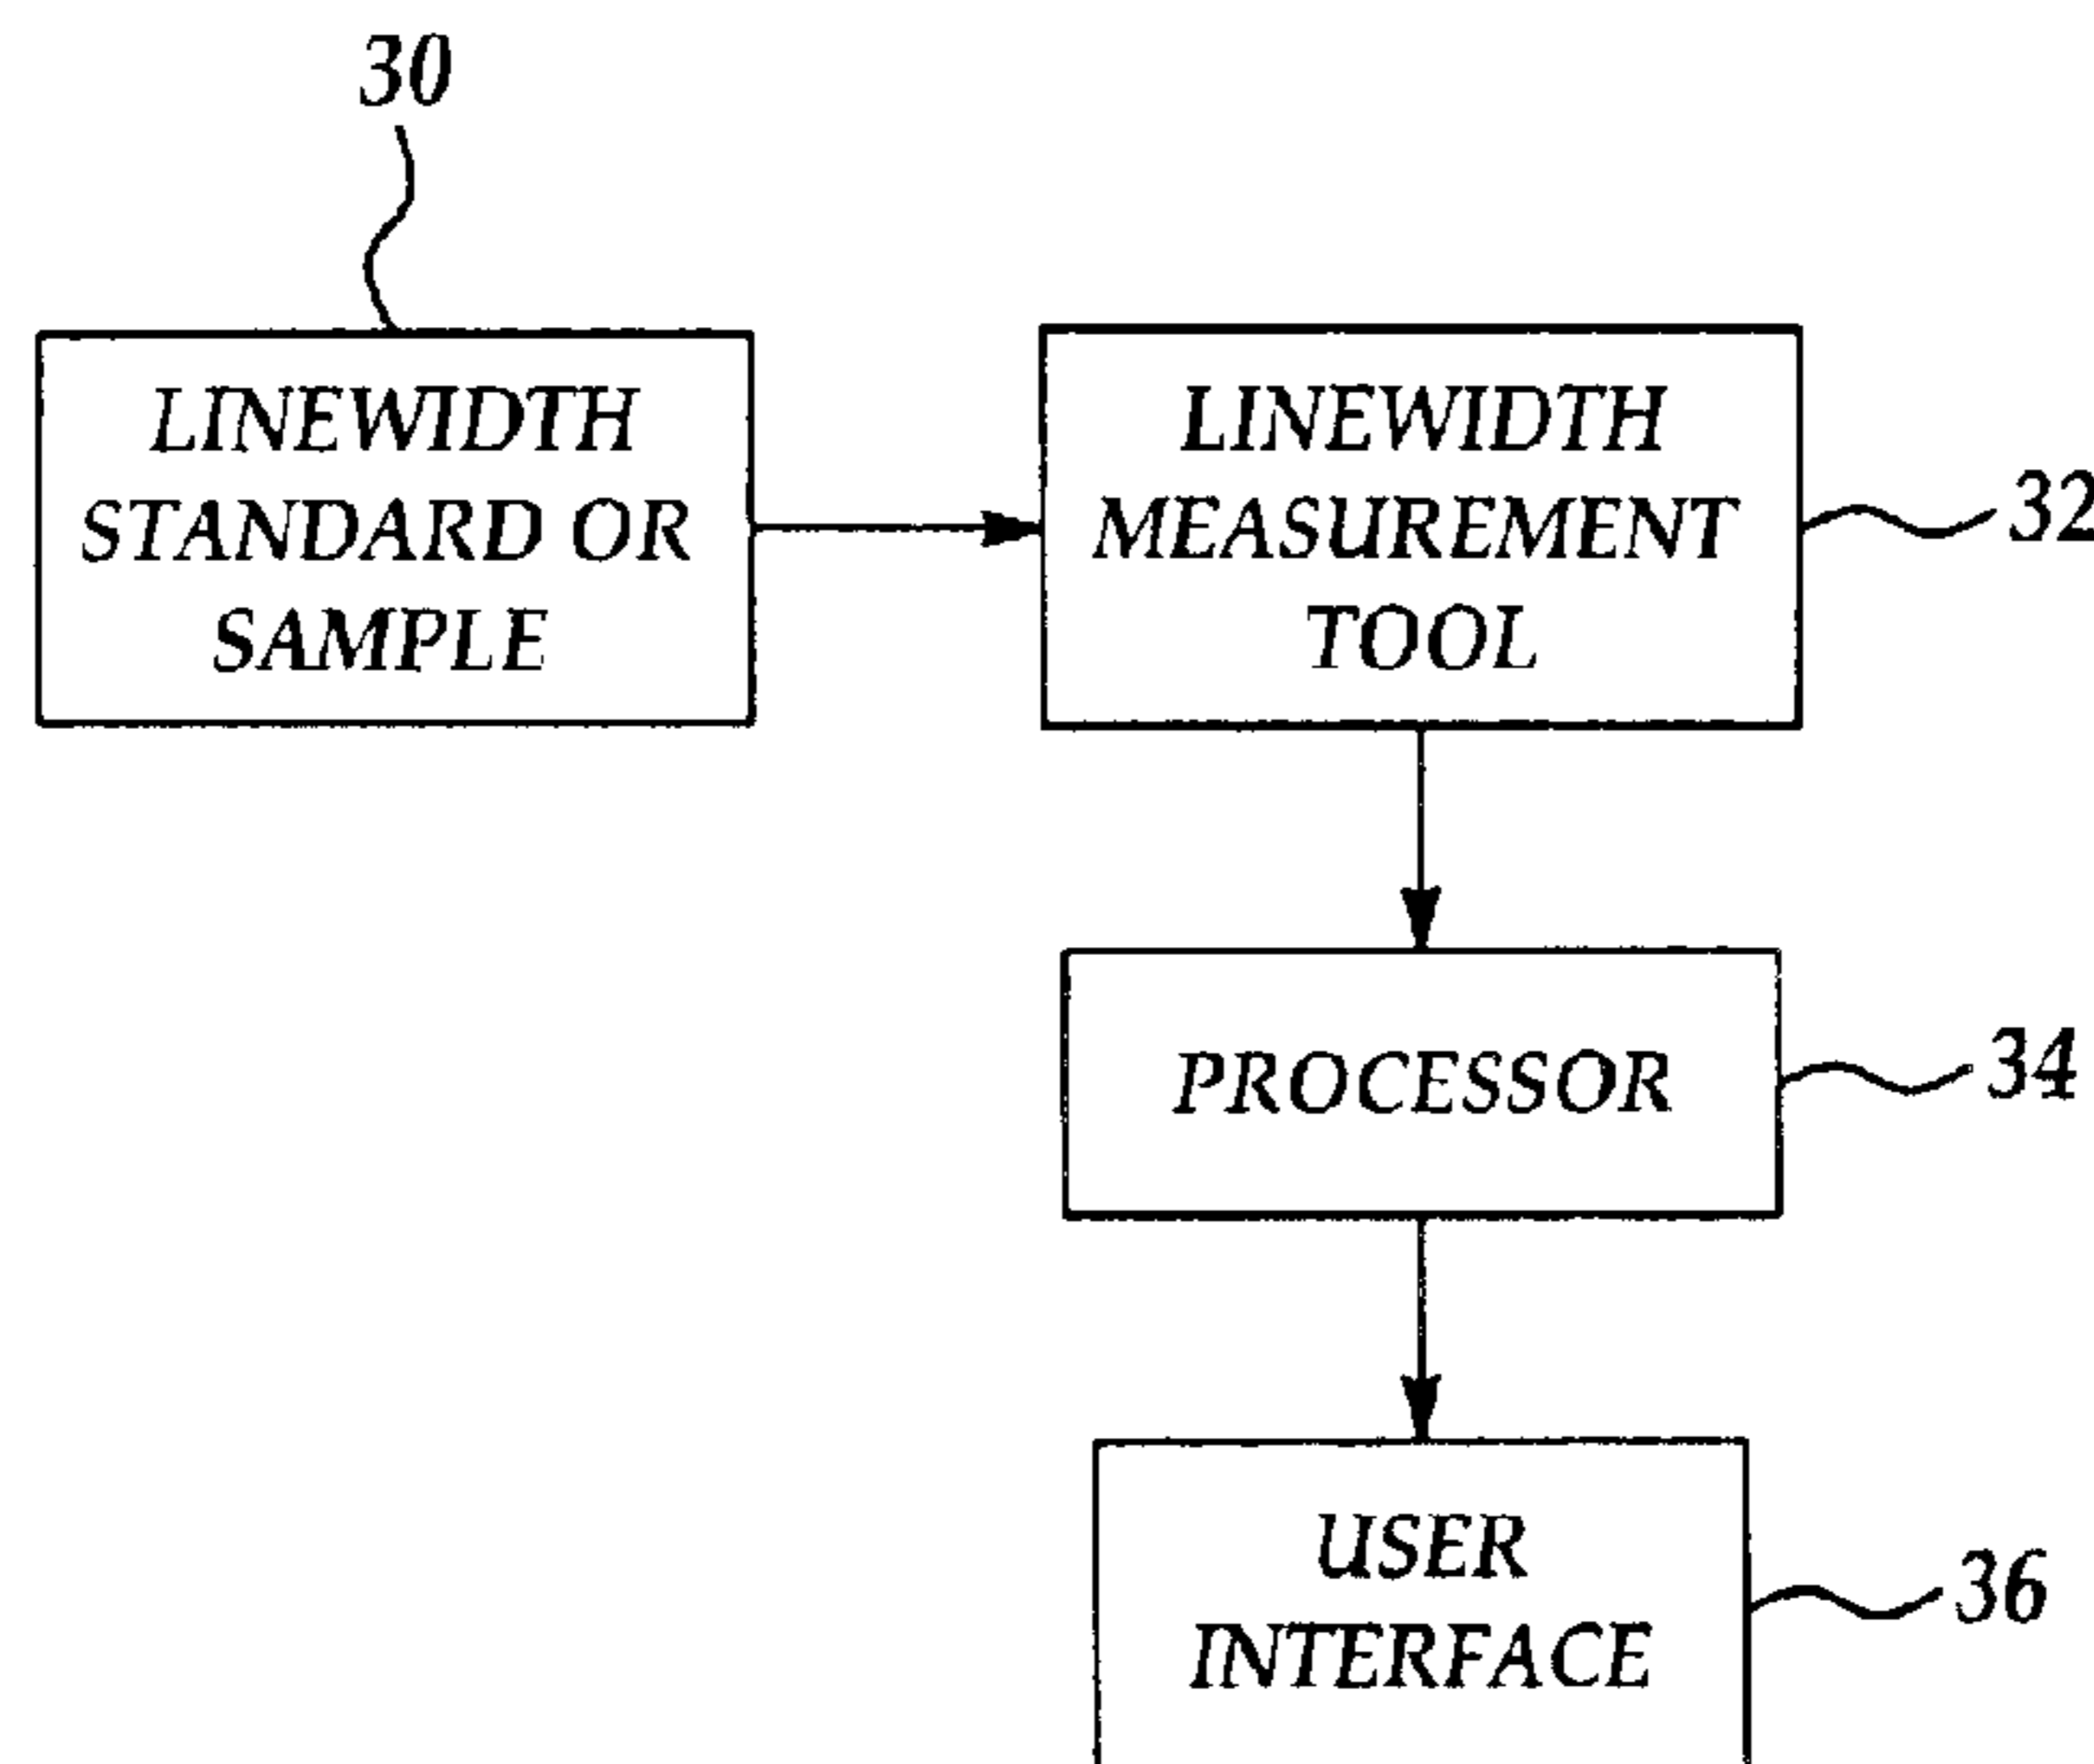 30
LINEWIDTH
STANDARD OR
SAMPLE
LINEWIDTH
MEASUREMENT
TOOL
32
PROCESSOR
34
USER
INTERFACE
36